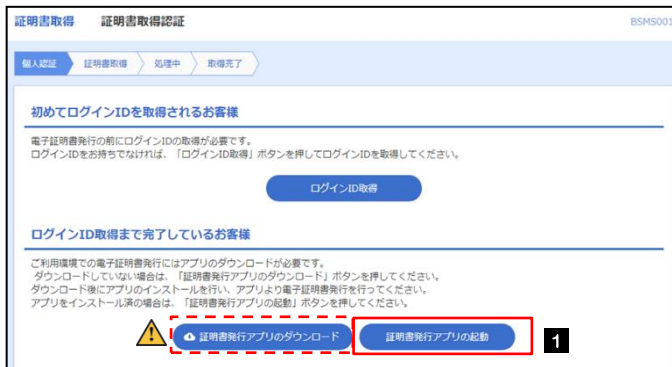 証明書取得 証明書取得認証 BSMS001
個人認証 証明書取得 処理中 取得完了
初めてログインIDを取得されるお客様
電子証明書発行の前にログインIDの取得が必要です。
ログインIDをお持ちでなければ、「ログインID取得」ボタンを押してログインIDを取得してください。
ログインID取得
ログインID取得まで完了しているお客様
ご利用環境での電子証明書発行にはアプリのダウンロードが必要です。
ダウンロードしていない場合は、「証明書発行アプリのダウンロード」ボタンを押してください。
ダウンロード後にアプリのインストールを行い、アプリより電子証明書発行を行ってください。
アプリをインストール済の場合は、「証明書発行アプリの起動」ボタンを押してください。
証明書発行アプリのダウンロード 証明書発行アプリの起動 1